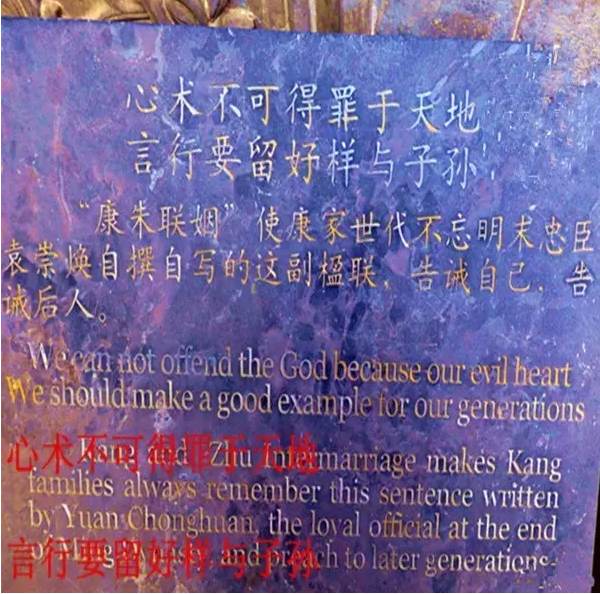 心术不可得罪于天地
言行要留好样与子孙
“康朱联姻”使康家世代不忘明末忠臣
袁崇焕自撰自写的这副楹联，告诫自己，告
诫后人。
We can not offend the God because our evil heart
We should make a good example for our generations
心术不可得罪于天地
and Zhu intermarriage makes Kang
families always remember this sentence written
by Yuan Chonghuan, the loyal official at the end
言行要留好样与子孙
and preach to later generations.